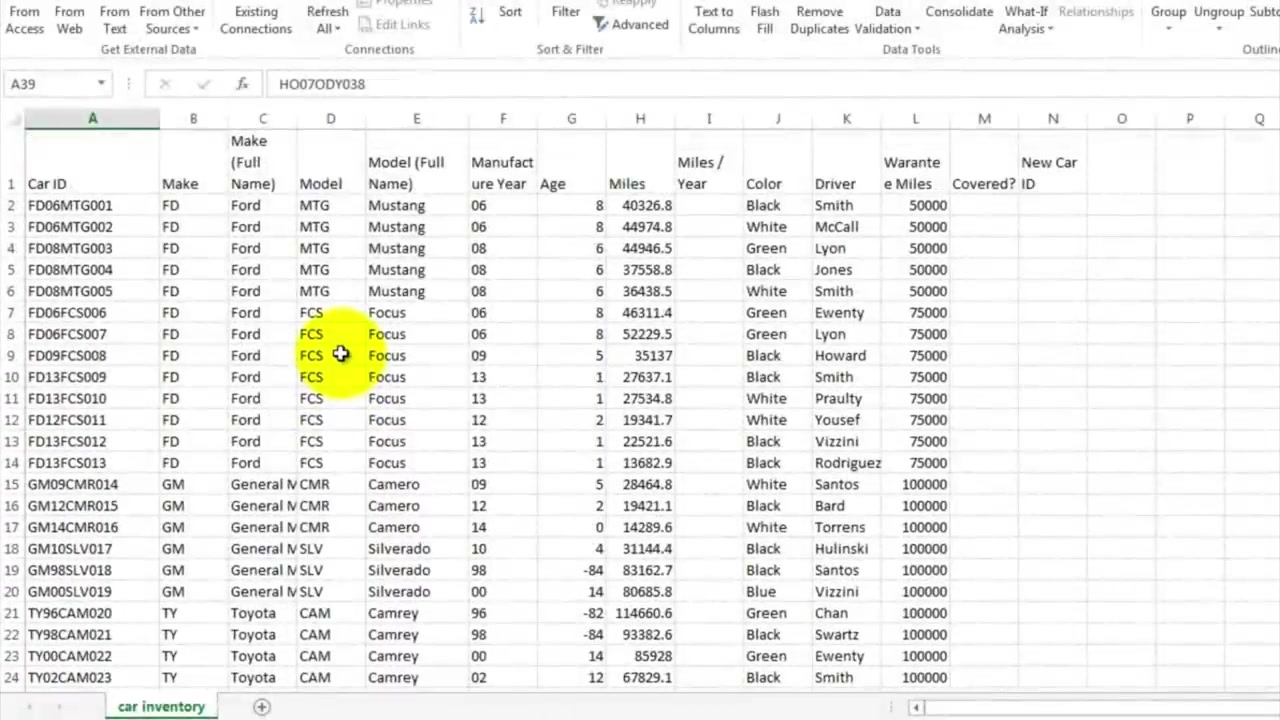 From Access From Web From Text From Other Sources Existing Connections Refresh All Properties Edit Links Sort Filter Reapply Advanced Text to Columns Flash Fill Remove Duplicates Data Validation Consolidate What-If Analysis Relationships Group Ungroup
Get External Data Connections Sort & Filter Data Tools
A39 fx HO07ODY038
A B C D E F G H I J K L M N O P Q
1 Car ID Make Make (Full Name) Model Model (Full Name) Manufact ure Year Age Miles Miles / Year Color Driver Warante e Miles Covered? New Car ID
2 FD06MTG001 FD Ford MTG Mustang 06 8 40326.8 Black Smith 50000
3 FD06MTG002 FD Ford MTG Mustang 06 8 44974.8 White McCall 50000
4 FD08MTG003 FD Ford MTG Mustang 08 6 44946.5 Green Lyon 50000
5 FD08MTG004 FD Ford MTG Mustang 08 6 37558.8 Black Jones 50000
6 FD08MTG005 FD Ford MTG Mustang 08 6 36438.5 White Smith 50000
7 FD06FCS006 FD Ford FCS Focus 06 8 46311.4 Green Ewenty 75000
8 FD06FCS007 FD Ford FCS Focus 06 8 52229.5 Green Lyon 75000
9 FD09FCS008 FD Ford FCS Focus 09 5 35137 Black Howard 75000
10 FD13FCS009 FD Ford FCS Focus 13 1 27637.1 Black Smith 75000
11 FD13FCS010 FD Ford FCS Focus 13 1 27534.8 White Praulty 75000
12 FD12FCS011 FD Ford FCS Focus 12 2 19341.7 White Yousef 75000
13 FD13FCS012 FD Ford FCS Focus 13 1 22521.6 Black Vizzini 75000
14 FD13FCS013 FD Ford FCS Focus 13 1 13682.9 Black Rodriguez 75000
15 GM09CMR014 GM General M CMR Camero 09 5 28464.8 White Santos 100000
16 GM12CMR015 GM General M CMR Camero 12 2 19421.1 Black Bard 100000
17 GM14CMR016 GM General M CMR Camero 14 0 14289.6 White Torrens 100000
18 GM10SLV017 GM General M SLV Silverado 10 4 31144.4 Black Hulinski 100000
19 GM98SLV018 GM General M SLV Silverado 98 -84 83162.7 Black Santos 100000
20 GM00SLV019 GM General M SLV Silverado 00 14 80685.8 Blue Vizzini 100000
21 TY96CAM020 TY Toyota CAM Camrey 96 -82 114660.6 Green Chan 100000
22 TY98CAM021 TY Toyota CAM Camrey 98 -84 93382.6 Black Swartz 100000
23 TY00CAM022 TY Toyota CAM Camrey 00 14 85928 Green Ewenty 100000
24 TY02CAM023 TY Toyota CAM Camrey 02 12 67829.1 Black Smith 100000
car inventory